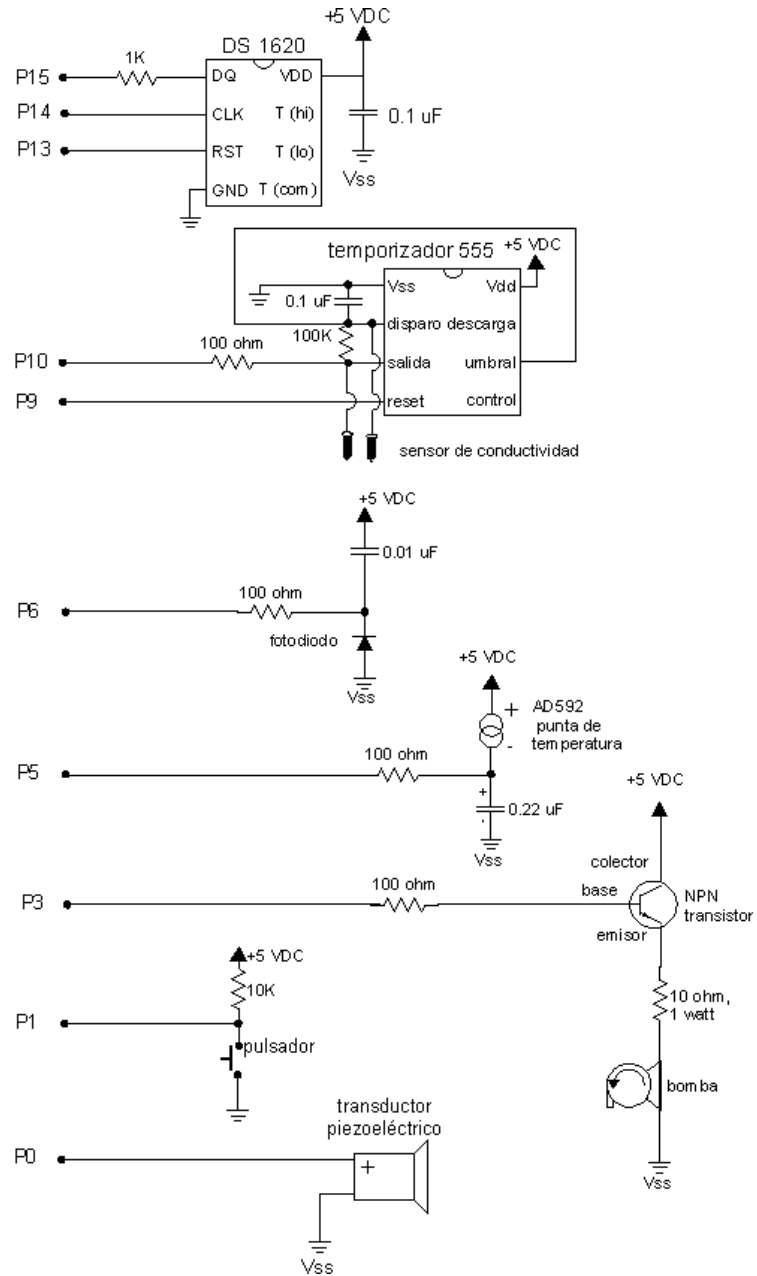 +5 VDC
DS 1620
1K
P15
DQ VDD
P14
CLK T (hi)
0.1 uF
P13
RST T (lo)
Vss
GND T (com)
temporizador 555
+5 VDC
Vss Vdd
0.1 uF
disparo descarga
100 ohm
100K
P10
salida umbral
P9
reset control
sensor de conductividad
+5 VDC
0.01 uF
100 ohm
P6
fotodiodo
Vss
+5 VDC
+ AD592
punta de
- temperatura
100 ohm
P5
+
0.22 uF
-
Vss
+5 VDC
colector
100 ohm
base
NPN
transistor
P3
emisor
+5 VDC
10K
10 ohm,
1 watt
P1
pulsador
bomba
transductor
piezoeléctrico
P0
+
Vss
Vss